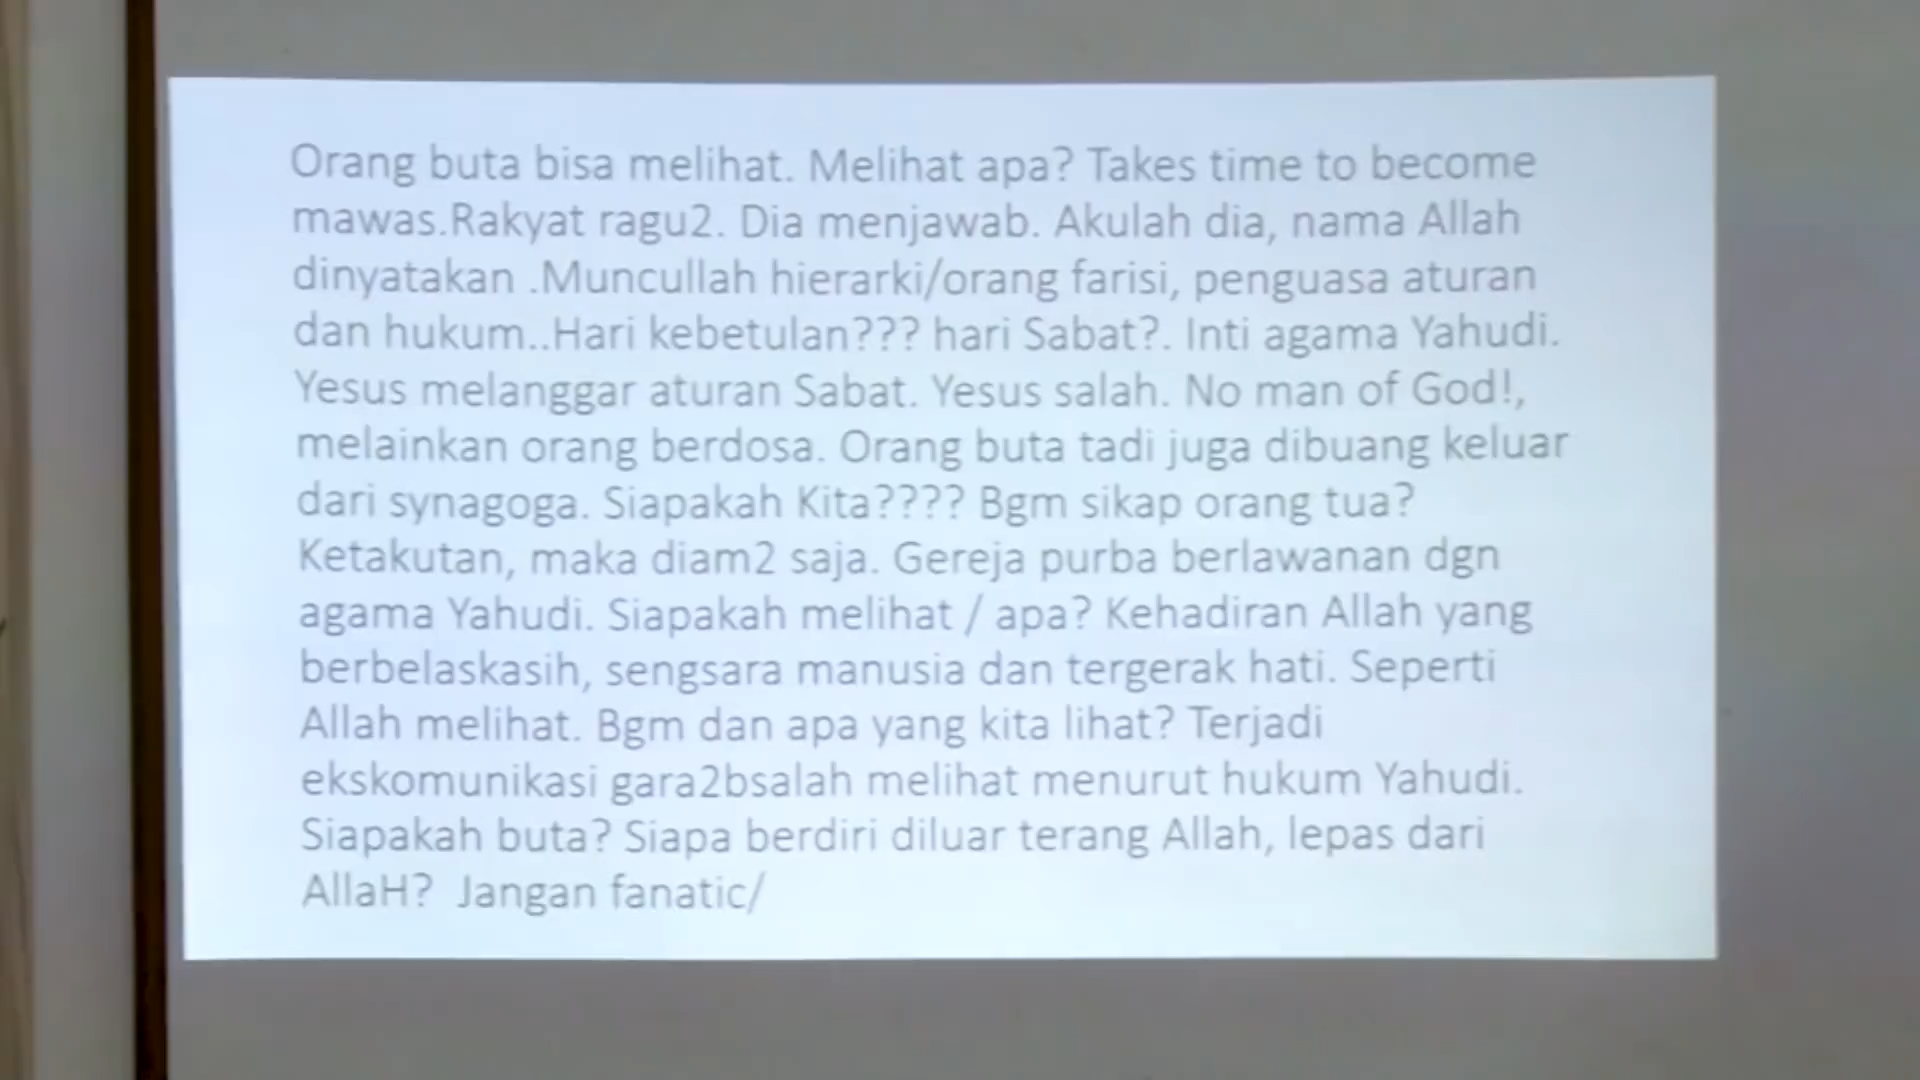 Orang buta bisa melihat. Melihat apa? Takes time to become
mawas.Rakyat ragu2. Dia menjawab. Akulah dia, nama Allah
dinyatakan .Muncullah hierarki/orang farisi, penguasa aturan
dan hukum..Hari kebetulan??? hari Sabat?. Inti agama Yahudi.
Yesus melanggar aturan Sabat. Yesus salah. No man of God!,
melainkan orang berdosa. Orang buta tadi juga dibuang keluar
dari synagoga. Siapakah Kita???? Bgm sikap orang tua?
Ketakutan, maka diam2 saja. Gereja purba berlawanan dgn
agama Yahudi. Siapakah melihat / apa? Kehadiran Allah yang
berbelaskasih, sengsara manusia dan tergerak hati. Seperti
Allah melihat. Bgm dan apa yang kita lihat? Terjadi
ekskomunikasi gara2bsalah melihat menurut hukum Yahudi.
Siapakah buta? Siapa berdiri diluar terang Allah, lepas dari
AllaH?  Jangan fanatic/